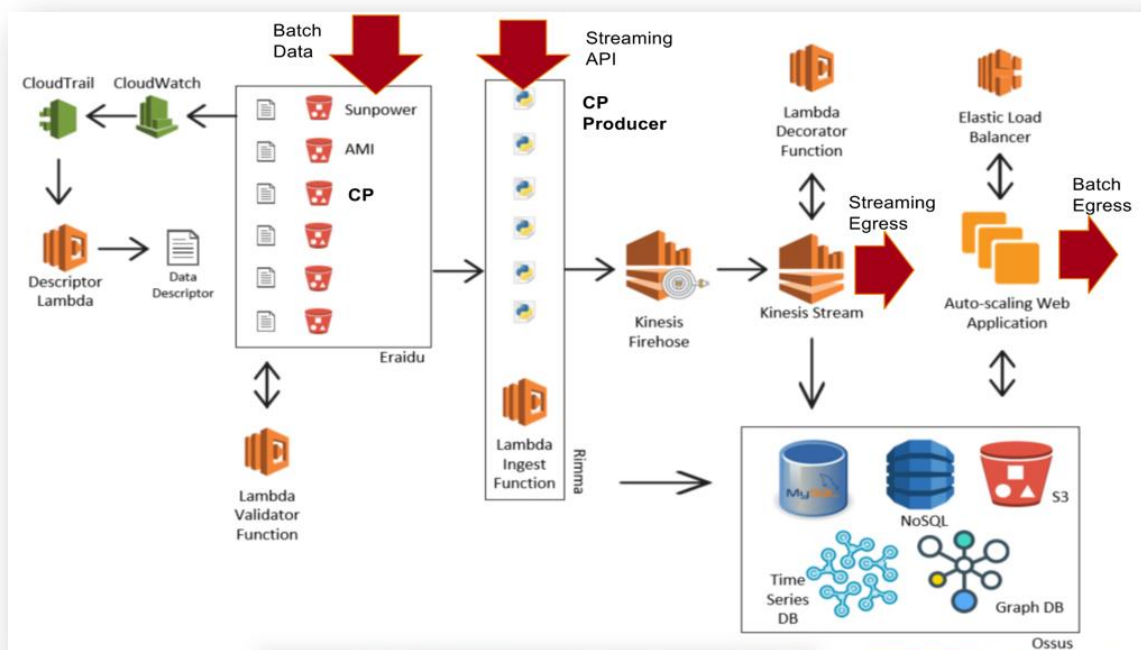 Batch
Data
Streaming
API
CloudTrail
CloudWatch
Sunpower
AMI
CP
CP
Producer
Lambda
Decorator
Function
Elastic Load
Balancer
Streaming
Egress
Batch
Egress
Descriptor
Lambda
Data
Descriptor
Eraidu
Kinesis
Firehose
Kinesis Stream
Auto-scaling Web
Application
Lambda
Validator
Function
Lambda
Ingest
Function
Rimma
MySQL
NoSQL
S3
Time
Series
DB
Graph DB
Ossus